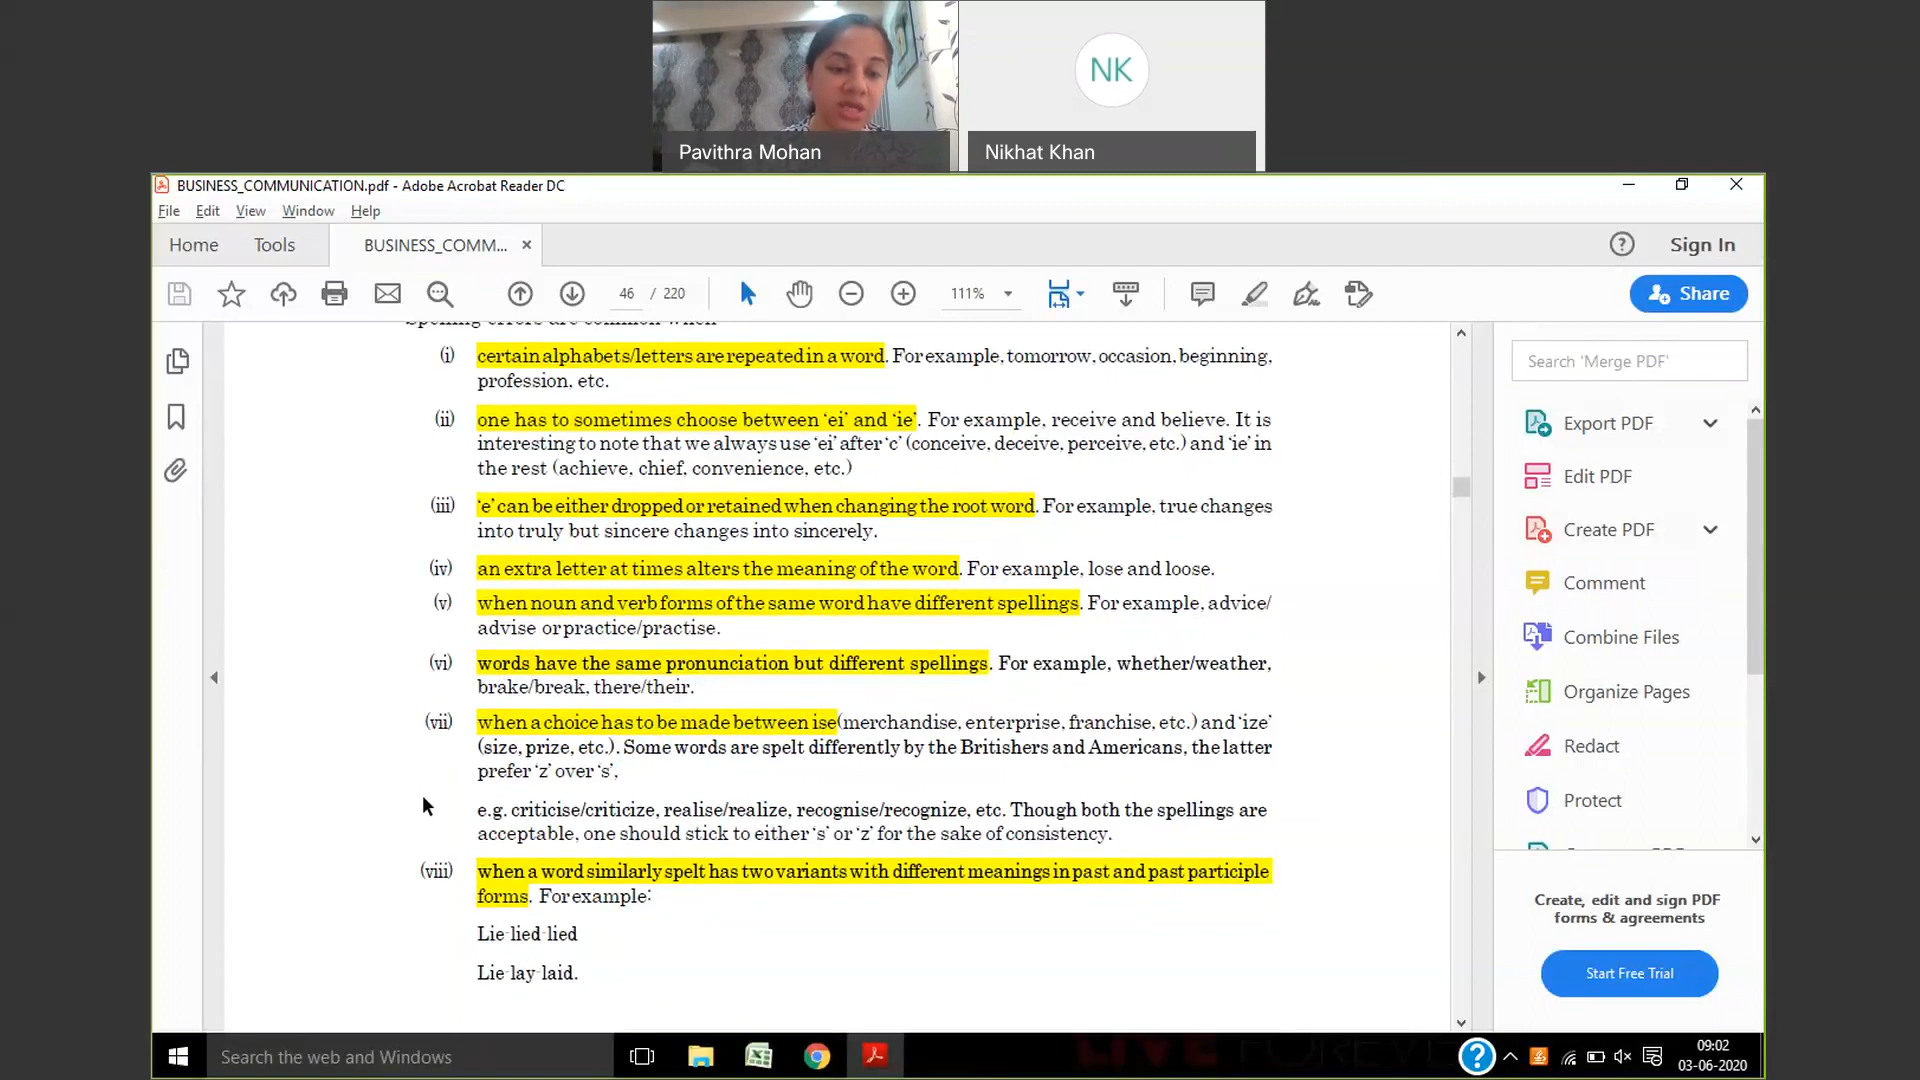 NK
Pavithra Mohan
Nikhat Khan
BUSINESS_COMMUNICATION.pdf - Adobe Acrobat Reader DC
File Edit View Window Help
Home Tools BUSINESS_COMM... × Sign In
46 / 220 111% Share
Spelling errors are common when
(i) certain alphabets/letters are repeated in a word. For example, tomorrow, occasion, beginning,
profession, etc.
(ii) one has to sometimes choose between ‘ei’ and ‘ie’. For example, receive and believe. It is
interesting to note that we always use ‘ei’ after ‘c’ (conceive, deceive, perceive, etc.) and ‘ie’ in
the rest (achieve, chief, convenience, etc.)
(iii) ‘e’ can be either dropped or retained when changing the root word. For example, true changes
into truly but sincere changes into sincerely.
(iv) an extra letter at times alters the meaning of the word. For example, lose and loose.
(v) when noun and verb forms of the same word have different spellings. For example, advice/
advise or practice/practise.
(vi) words have the same pronunciation but different spellings. For example, whether/weather,
brake/break, there/their.
(vii) when a choice has to be made between ise(merchandise, enterprise, franchise, etc.) and ‘ize’
(size, prize, etc.). Some words are spelt differently by the Britishers and Americans, the latter
prefer ‘z’ over ‘s’,
e.g. criticise/criticize, realise/realize, recognise/recognize, etc. Though both the spellings are
acceptable, one should stick to either ‘s’ or ‘z’ for the sake of consistency.
(viii) when a word similarly spelt has two variants with different meanings in past and past participle
forms. For example:
Lie-lied-lied
Lie-lay-laid.
Search 'Merge PDF'
Export PDF
Edit PDF
Create PDF
Comment
Combine Files
Organize Pages
Redact
Protect
Create, edit and sign PDF
forms & agreements
Start Free Trial
Search the web and Windows
LIVE FOREVE
09:02
03-06-2020